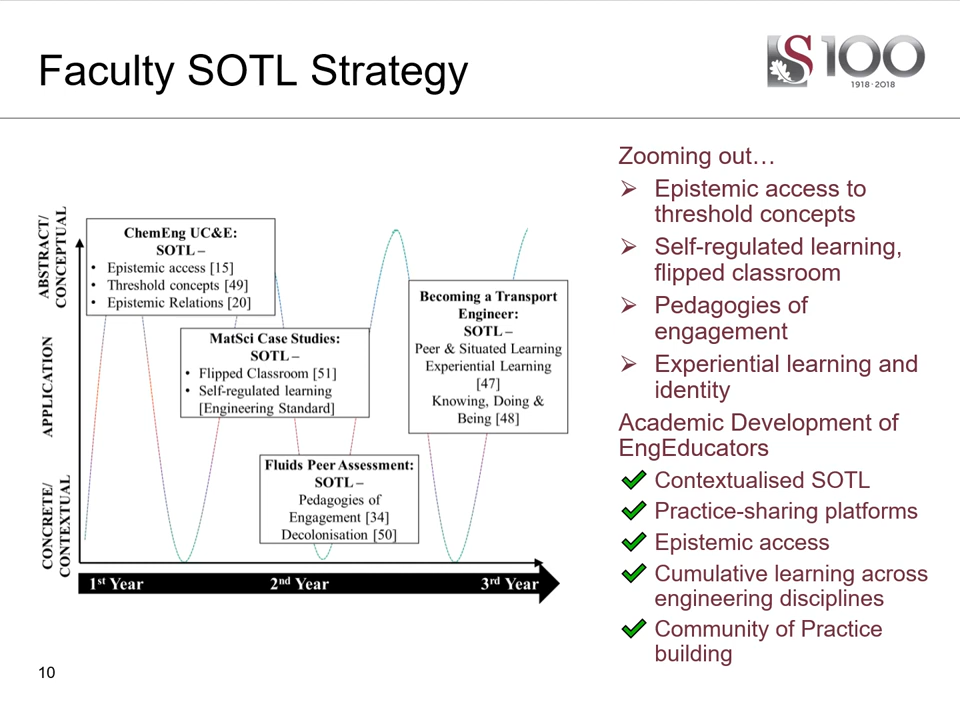 Faculty SOTL Strategy
S100
1918 · 2018
ABSTRACT/
CONCEPTUAL
APPLICATION
CONCRETE/
CONTEXTUAL
ChemEng UC&E:
SOTL –
• Epistemic access [15]
• Threshold concepts [49]
• Epistemic Relations [20]
MatSci Case Studies:
SOTL –
• Flipped Classroom [51]
• Self-regulated learning
[Engineering Standard]
Fluids Peer Assessment:
SOTL –
Pedagogies of
Engagement [34]
Decolonisation [50]
Becoming a Transport
Engineer:
SOTL –
Peer & Situated Learning
Experiential Learning
[47]
Knowing, Doing &
Being [48]
1st Year
2nd Year
3rd Year
Zooming out…
➢ Epistemic access to
threshold concepts
➢ Self-regulated learning,
flipped classroom
➢ Pedagogies of
engagement
➢ Experiential learning and
identity
Academic Development of
EngEducators
✔ Contextualised SOTL
✔ Practice-sharing platforms
✔ Epistemic access
✔ Cumulative learning across
engineering disciplines
✔ Community of Practice
building
10